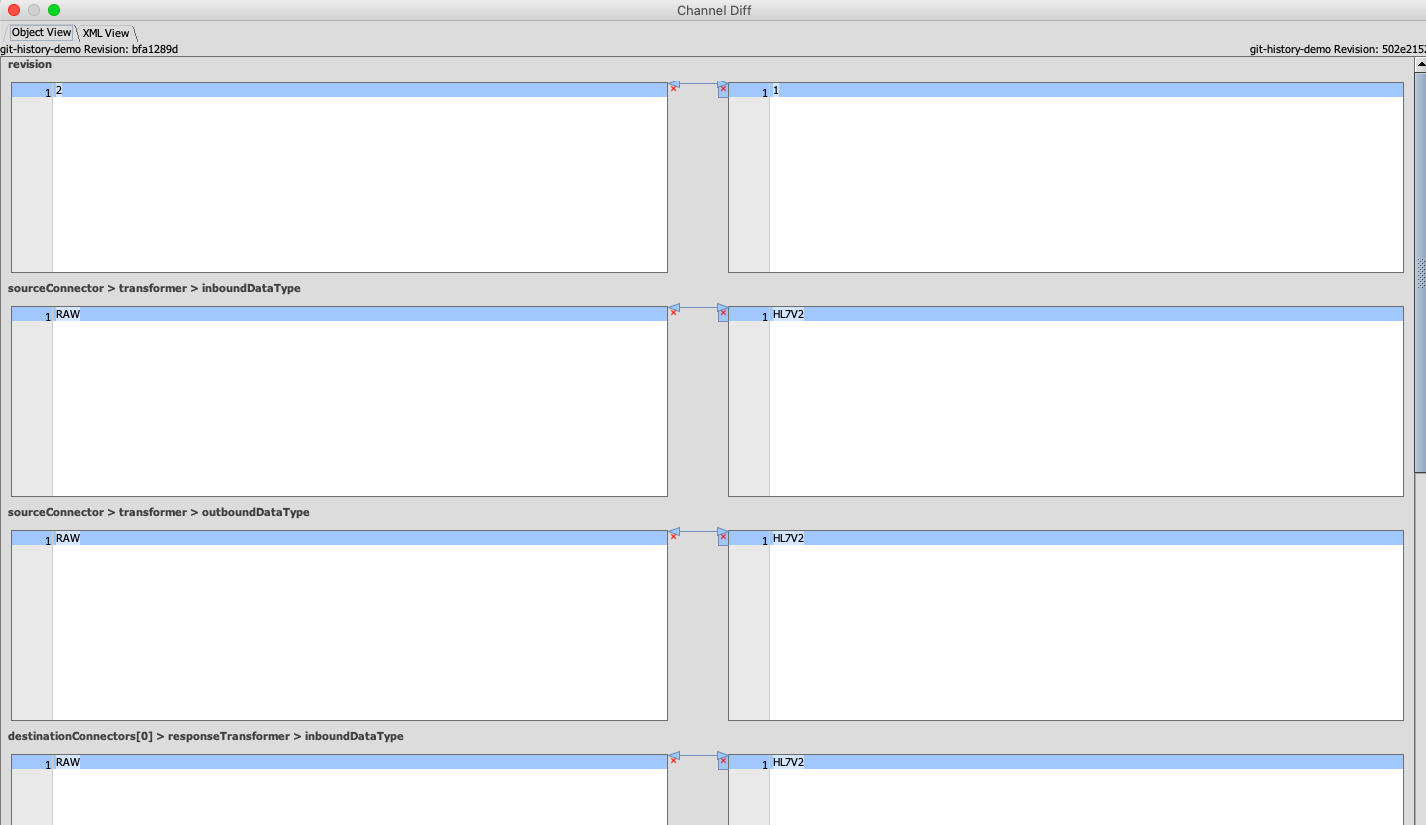 Channel Diff
Object View XML View
git-history-demo Revision: bfa1289d git-history-demo Revision: 502e2152
revision
1 2 1 1
sourceConnector > transformer > inboundDataType
1 RAW 1 HL7V2
sourceConnector > transformer > outboundDataType
1 RAW 1 HL7V2
destinationConnectors[0] > responseTransformer > inboundDataType
1 RAW 1 HL7V2